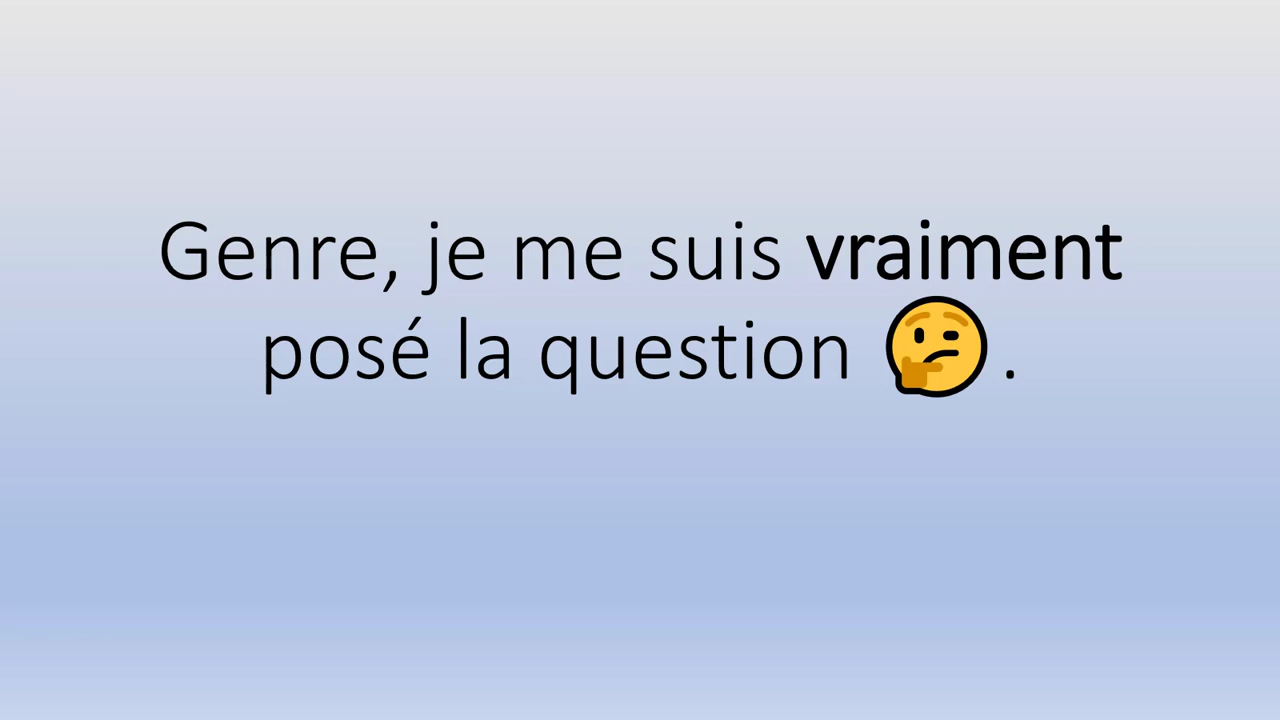 Genre, je me suis vraiment
posé la question 🤔.